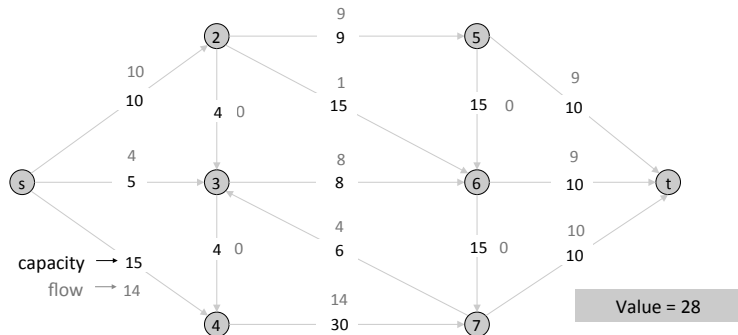 9
2 9 5
10 1 9
10 15 15 0 10
4 0
4 8 9
s 5 3 8 6 10 t
4 10
capacity 15 4 0 6 15 0 10
flow 14 14
4 30 7
Value = 28